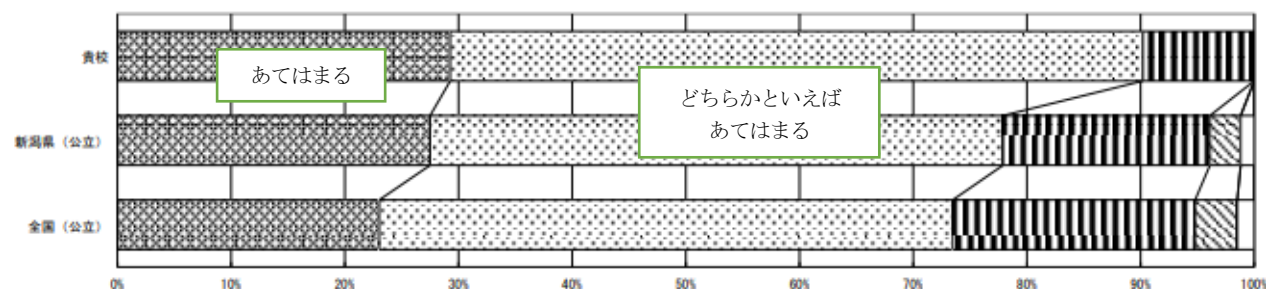 貴校
あてはまる
どちらかといえば
あてはまる
新潟県（公立）
全国（公立）
0% 10% 20% 30% 40% 50% 60% 70% 80% 90% 100%